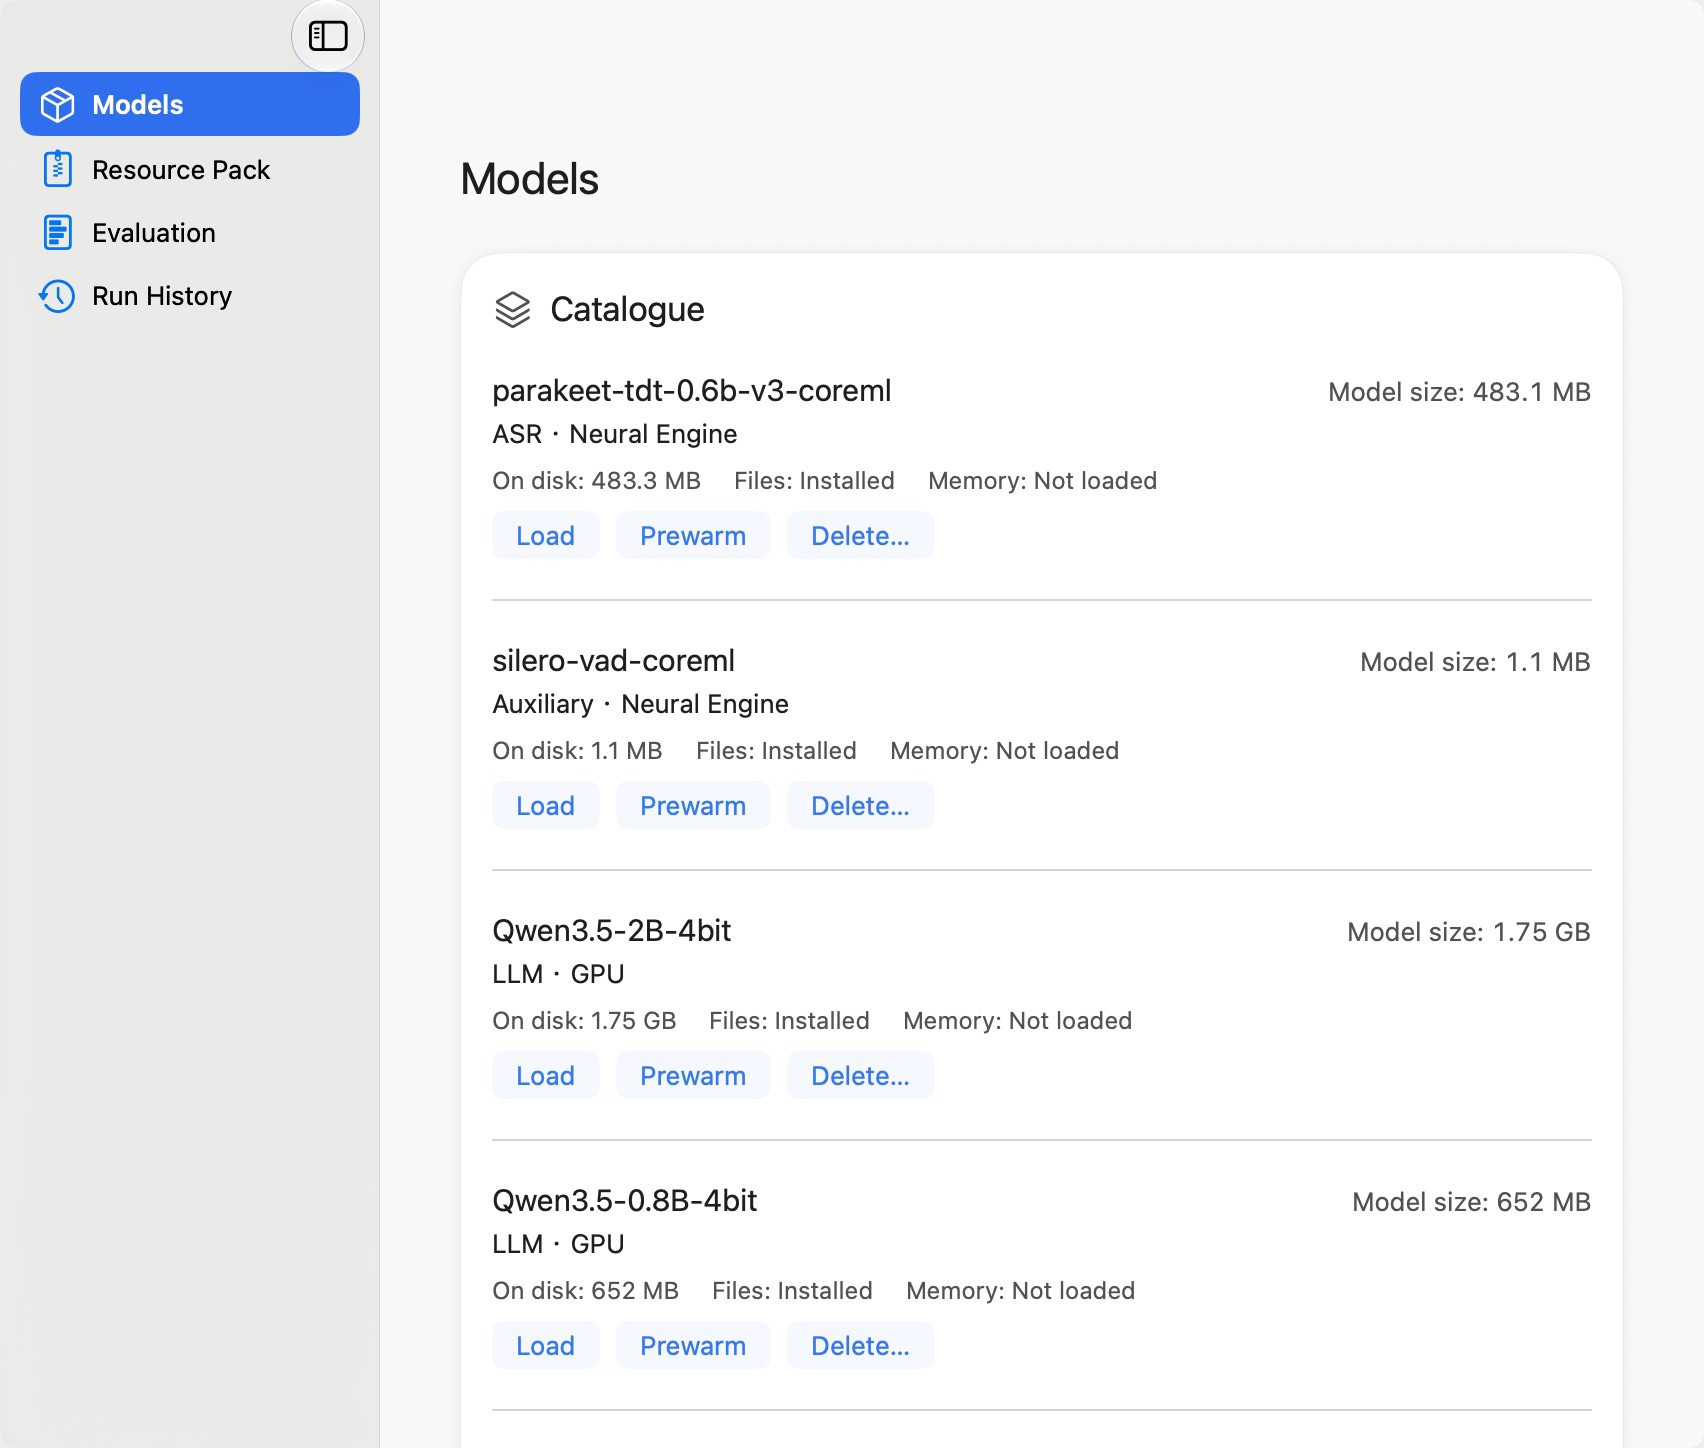 Models
Resource Pack
Evaluation
Run History
Models
Catalogue
parakeet-tdt-0.6b-v3-coreml
Model size: 483.1 MB
ASR · Neural Engine
On disk: 483.3 MB Files: Installed Memory: Not loaded
Load Prewarm Delete...
silero-vad-coreml
Model size: 1.1 MB
Auxiliary · Neural Engine
On disk: 1.1 MB Files: Installed Memory: Not loaded
Load Prewarm Delete...
Qwen3.5-2B-4bit
Model size: 1.75 GB
LLM · GPU
On disk: 1.75 GB Files: Installed Memory: Not loaded
Load Prewarm Delete...
Qwen3.5-0.8B-4bit
Model size: 652 MB
LLM · GPU
On disk: 652 MB Files: Installed Memory: Not loaded
Load Prewarm Delete...